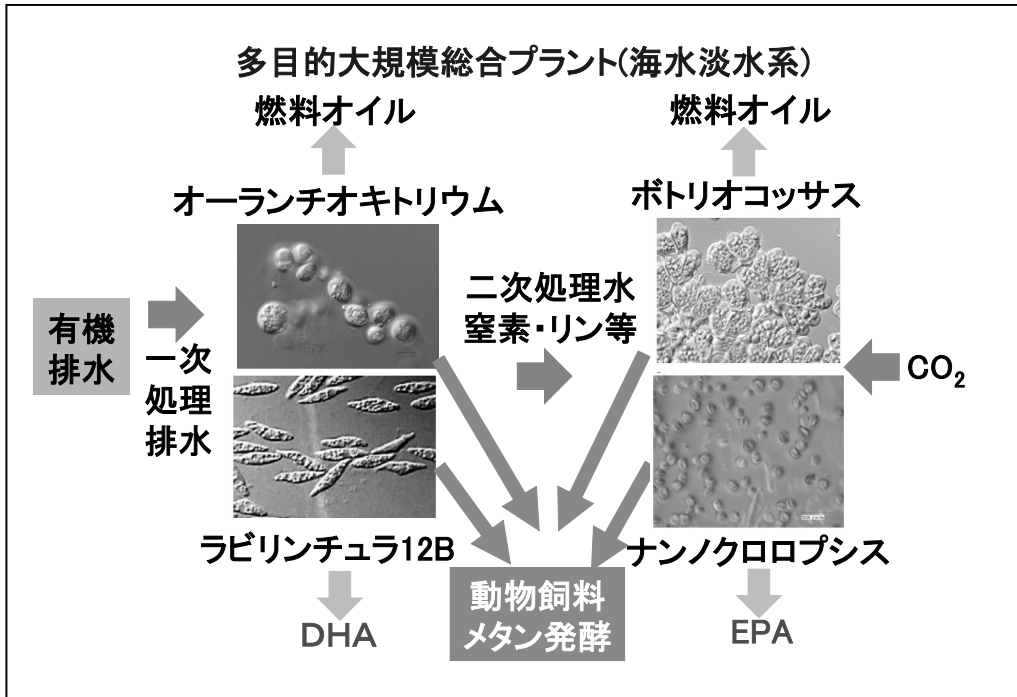 多目的大規模総合プラント(海水淡水系)
燃料オイル
燃料オイル
オーランチオキトリウム
ボトリオコッサス
有機
排水
一次
処理
排水
二次処理水
窒素・リン等
CO₂
ラビリンチュラ12B
ナンノクロロプシス
動物飼料
メタン発酵
DHA
EPA